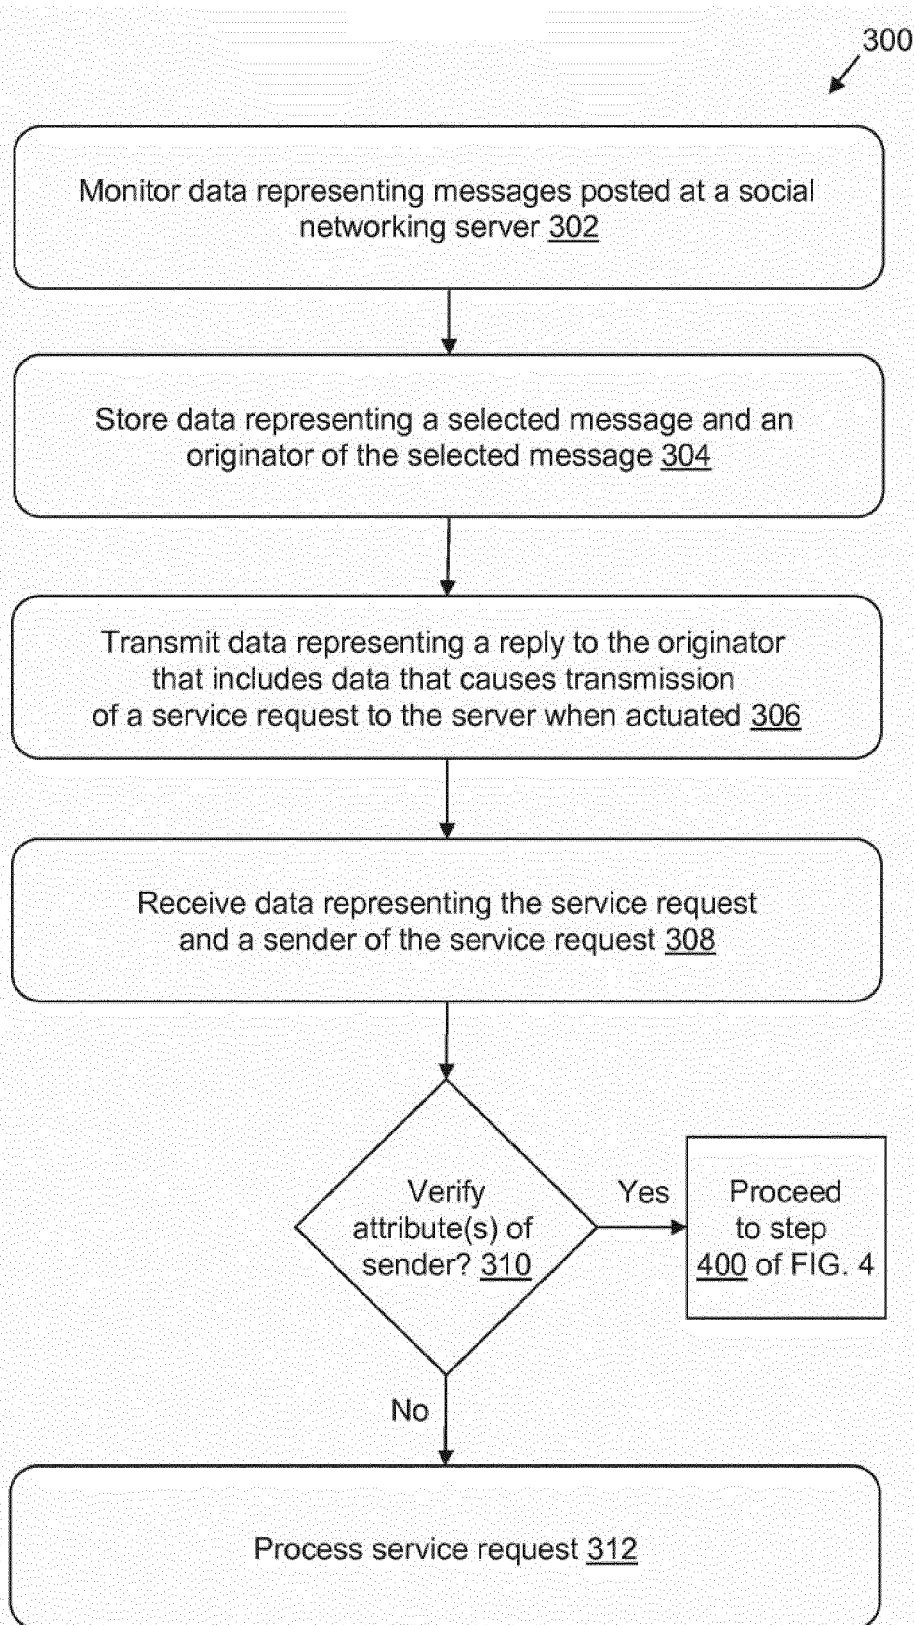 300
Monitor data representing messages posted at a social
networking server 302
Store data representing a selected message and an
originator of the selected message 304
Transmit data representing a reply to the originator
that includes data that causes transmission
of a service request to the server when actuated 306
Receive data representing the service request
and a sender of the service request 308
Verify
attribute(s) of
sender? 310
Yes
Proceed
to step
400 of FIG. 4
No
Process service request 312